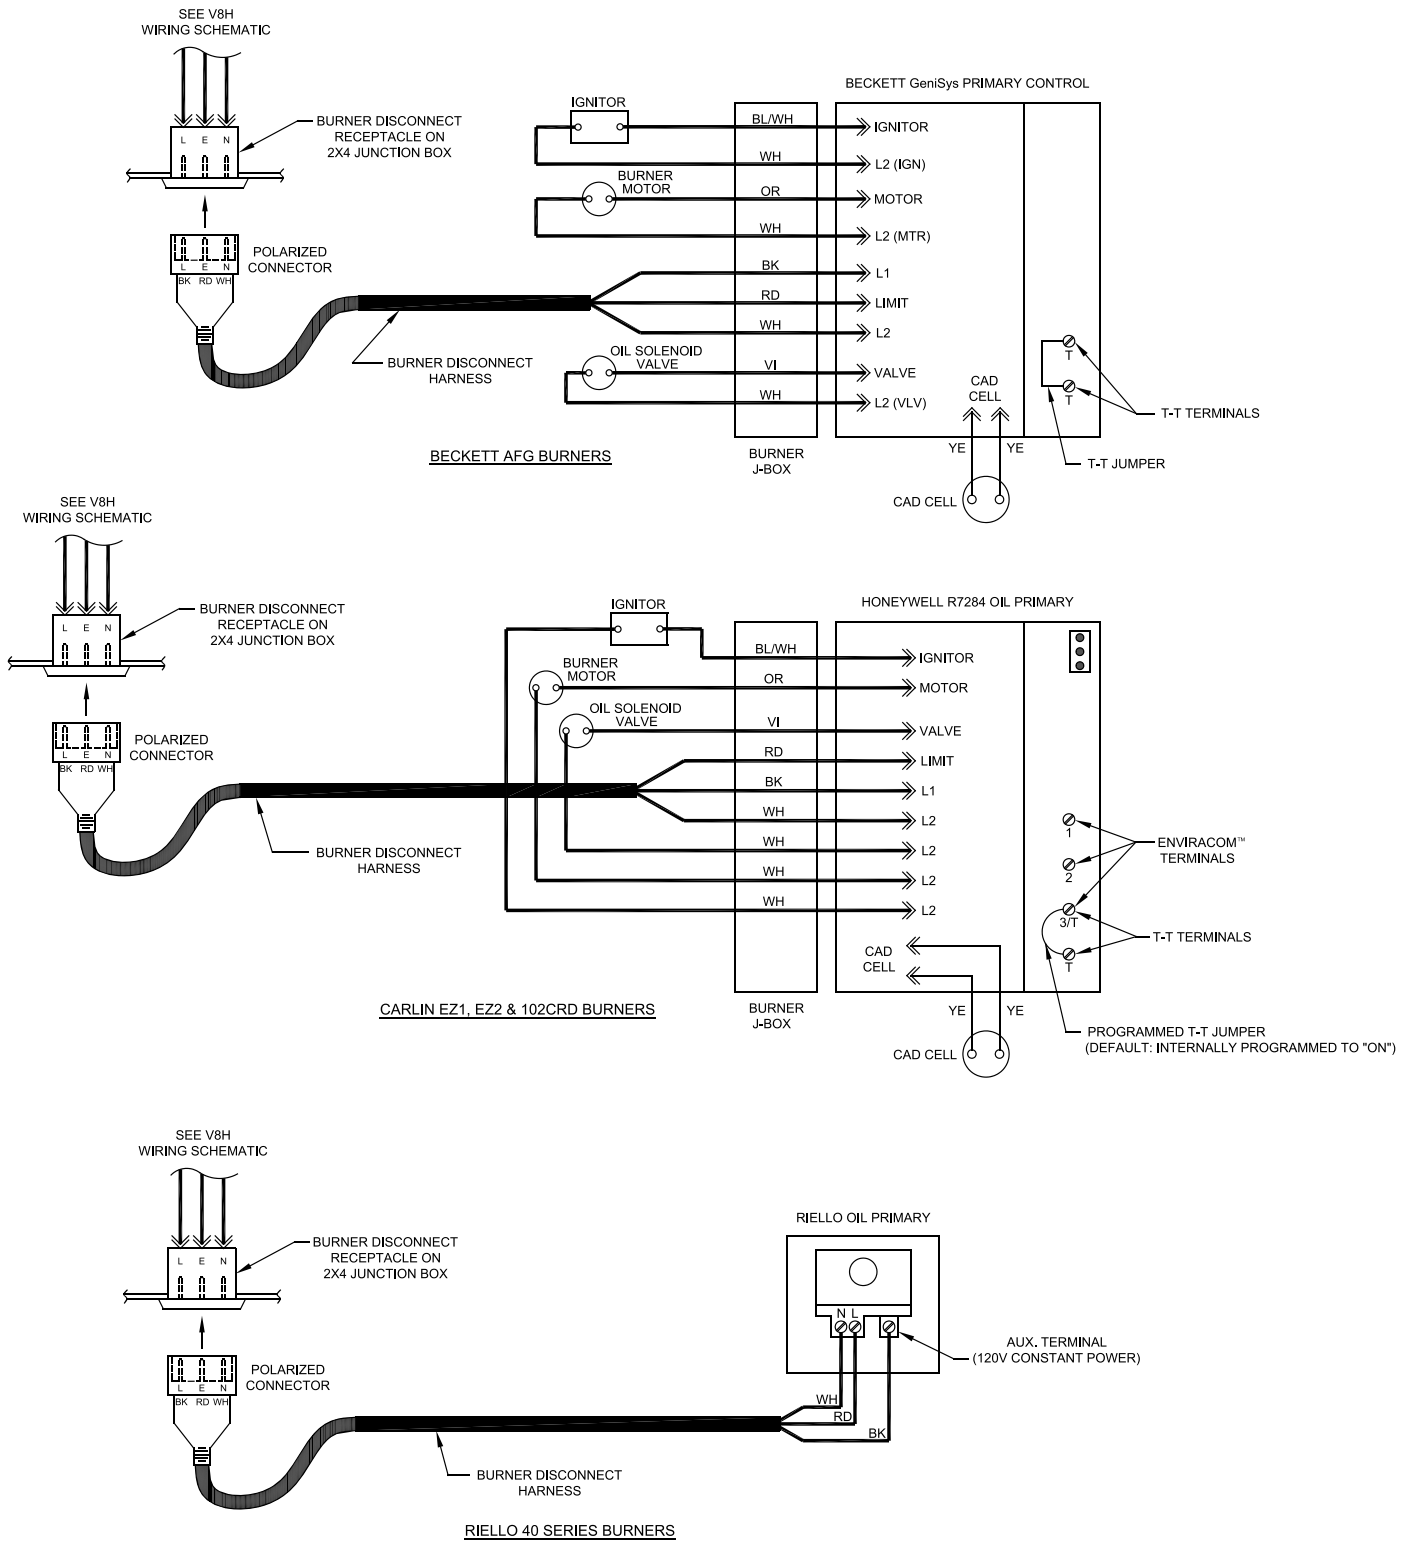 SEE V8H
WIRING SCHEMATIC
L E N
BURNER DISCONNECT
RECEPTACLE ON
2X4 JUNCTION BOX
POLARIZED
CONNECTOR
L E N
BK RD WH
BURNER DISCONNECT
HARNESS
IGNITOR
BURNER
MOTOR
OIL SOLENOID
VALVE
BECKETT GeniSys PRIMARY CONTROL
BL/WH IGNITOR
WH L2 (IGN)
OR MOTOR
WH L2 (MTR)
BK L1
RD LIMIT
WH L2
VI VALVE
WH L2 (VLV)
CAD
CELL
T
T
T-T TERMINALS
T-T JUMPER
YE YE
CAD CELL
BURNER
J-BOX
BECKETT AFG BURNERS
SEE V8H
WIRING SCHEMATIC
L E N
BURNER DISCONNECT
RECEPTACLE ON
2X4 JUNCTION BOX
POLARIZED
CONNECTOR
L E N
BK RD WH
BURNER DISCONNECT
HARNESS
IGNITOR
BURNER
MOTOR
OIL SOLENOID
VALVE
HONEYWELL R7284 OIL PRIMARY
BL/WH IGNITOR
OR MOTOR
VI VALVE
RD LIMIT
BK L1
WH L2
WH L2
WH L2
WH L2
CAD
CELL
1
2
3/T
T
ENVIRACOM™
TERMINALS
T-T TERMINALS
PROGRAMMED T-T JUMPER
(DEFAULT: INTERNALLY PROGRAMMED TO "ON")
YE YE
CAD CELL
BURNER
J-BOX
CARLIN EZ1, EZ2 & 102CRD BURNERS
SEE V8H
WIRING SCHEMATIC
L E N
BURNER DISCONNECT
RECEPTACLE ON
2X4 JUNCTION BOX
POLARIZED
CONNECTOR
L E N
BK RD WH
BURNER DISCONNECT
HARNESS
RIELLO OIL PRIMARY
N L
AUX. TERMINAL
(120V CONSTANT POWER)
WH
RD
BK
RIELLO 40 SERIES BURNERS